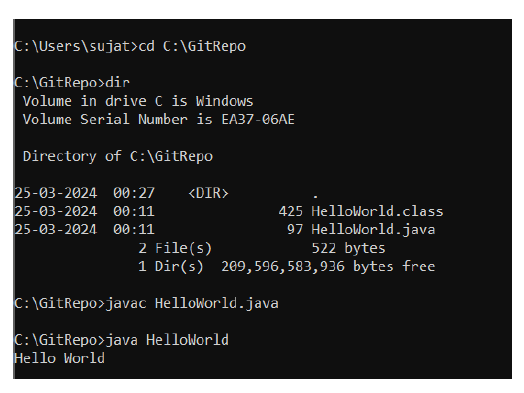 C:\Users\sujat>cd C:\GitRepo
C:\GitRepo>dir
Volume in drive C is Windows
Volume Serial Number is EA37-06AE
Directory of C:\GitRepo
25-03-2024  00:27    <DIR>          .
25-03-2024  00:11               425 HelloWorld.class
25-03-2024  00:11                97 HelloWorld.java
2 File(s)            522 bytes
1 Dir(s)  209,596,583,936 bytes free
C:\GitRepo>javac HelloWorld.java
C:\GitRepo>java HelloWorld
Hello World